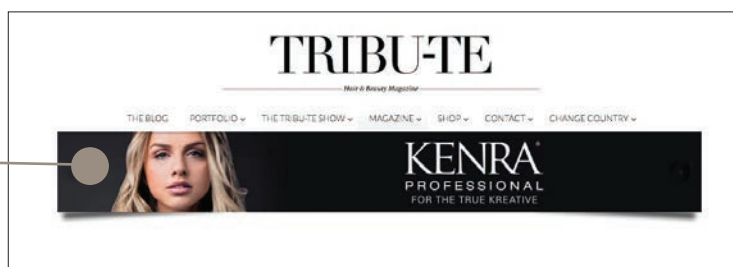 TRIBU-TE
Hair & Beauty Magazine
THE BLOG PORTFOLIO THE TRIBU-TE SHOW MAGAZINE SHOP CONTACT CHANGE COUNTRY
KENRA®
PROFESSIONAL
FOR THE TRUE KREATIVE